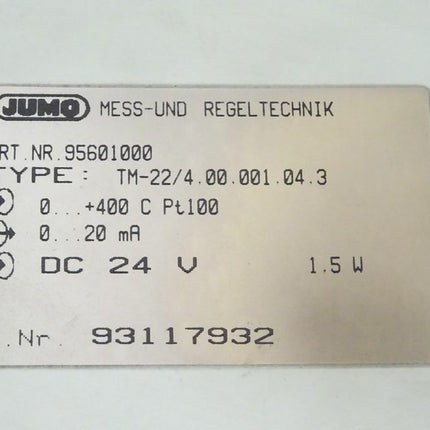 JUMO MESS-UND REGELTECHNIK
RT.NR.95601000
TYPE: TM-22/4.00.001.04.3
0...+400 C Pt100
0...20 mA
DC 24 V 1.5 W
.Nr. 93117932